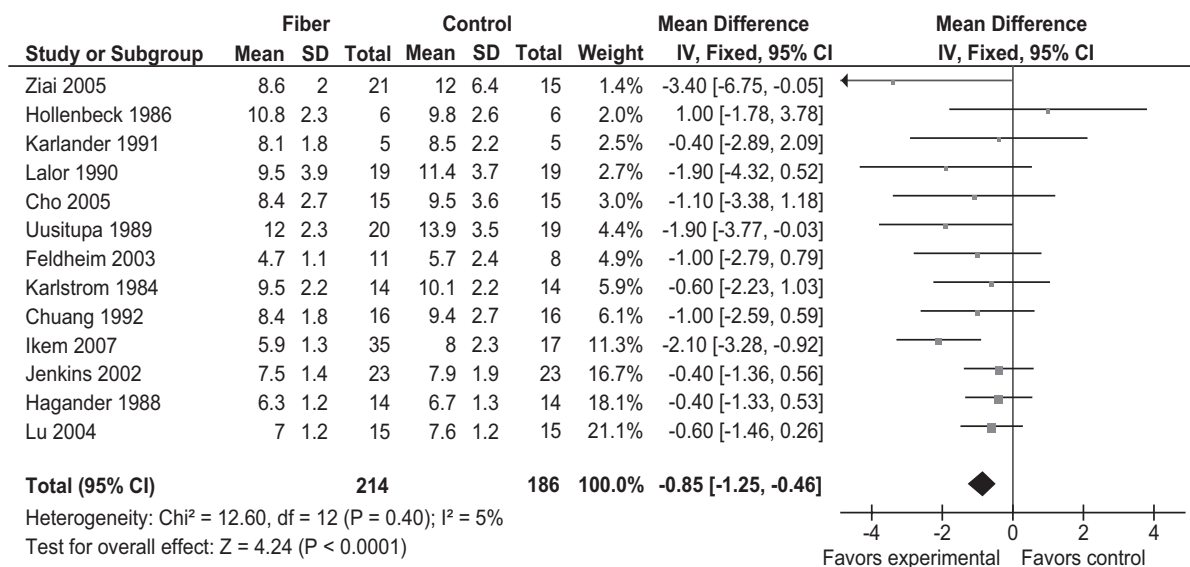 Fiber Control Mean Difference Mean Difference
Study or Subgroup Mean SD Total Mean SD Total Weight IV, Fixed, 95% CI IV, Fixed, 95% CI
Ziai 2005 8.6 2 21 12 6.4 15 1.4% -3.40 [-6.75, -0.05]
Hollenbeck 1986 10.8 2.3 6 9.8 2.6 6 2.0% 1.00 [-1.78, 3.78]
Karlander 1991 8.1 1.8 5 8.5 2.2 5 2.5% -0.40 [-2.89, 2.09]
Lalor 1990 9.5 3.9 19 11.4 3.7 19 2.7% -1.90 [-4.32, 0.52]
Cho 2005 8.4 2.7 15 9.5 3.6 15 3.0% -1.10 [-3.38, 1.18]
Uusitupa 1989 12 2.3 20 13.9 3.5 19 4.4% -1.90 [-3.77, -0.03]
Feldheim 2003 4.7 1.1 11 5.7 2.4 8 4.9% -1.00 [-2.79, 0.79]
Karlstrom 1984 9.5 2.2 14 10.1 2.2 14 5.9% -0.60 [-2.23, 1.03]
Chuang 1992 8.4 1.8 16 9.4 2.7 16 6.1% -1.00 [-2.59, 0.59]
Ikem 2007 5.9 1.3 35 8 2.3 17 11.3% -2.10 [-3.28, -0.92]
Jenkins 2002 7.5 1.4 23 7.9 1.9 23 16.7% -0.40 [-1.36, 0.56]
Hagander 1988 6.3 1.2 14 6.7 1.3 14 18.1% -0.40 [-1.33, 0.53]
Lu 2004 7 1.2 15 7.6 1.2 15 21.1% -0.60 [-1.46, 0.26]
Total (95% CI) 214 186 100.0% -0.85 [-1.25, -0.46]
Heterogeneity: Chi² = 12.60, df = 12 (P = 0.40); I² = 5%
Test for overall effect: Z = 4.24 (P < 0.0001)
-4 -2 0 2 4
Favors experimental Favors control